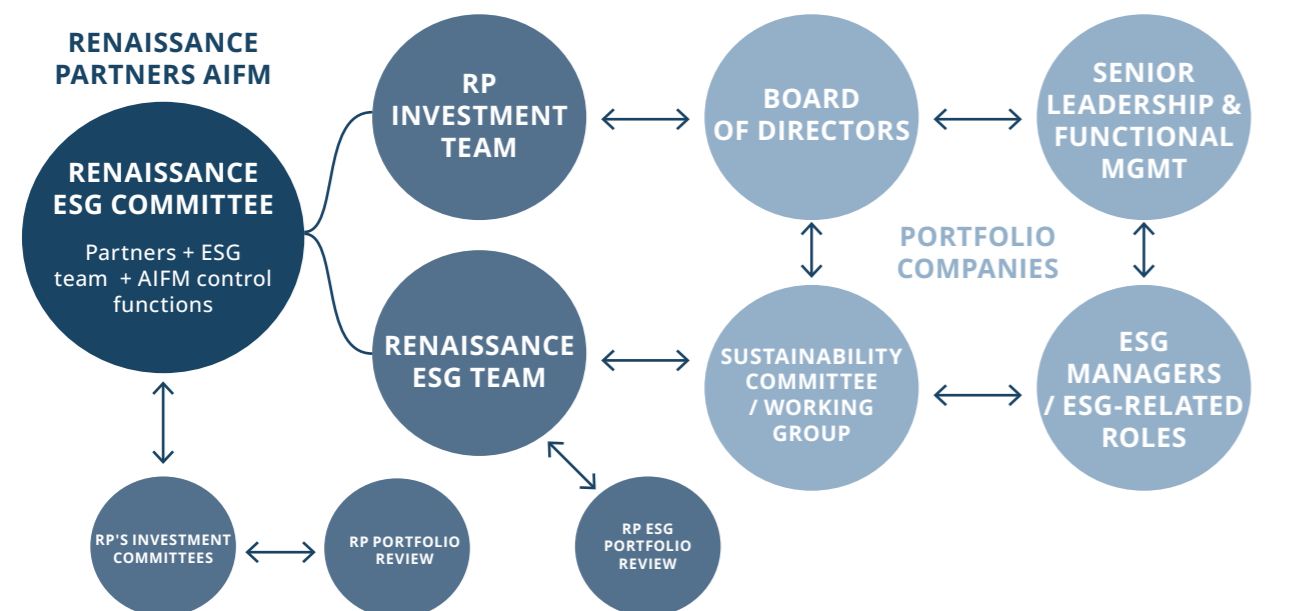 RENAISSANCE
PARTNERS AIFM
RENAISSANCE
ESG COMMITTEE
Partners + ESG
team + AIFM control
functions
RP
INVESTMENT
TEAM
BOARD
OF DIRECTORS
SENIOR
LEADERSHIP &
FUNCTIONAL
MGMT
PORTFOLIO
COMPANIES
RENAISSANCE
ESG TEAM
SUSTAINABILITY
COMMITTEE
/ WORKING
GROUP
ESG
MANAGERS
/ ESG-RELATED
ROLES
RP'S INVESTMENT
COMMITTEES
RP PORTFOLIO
REVIEW
RP ESG
PORTFOLIO
REVIEW